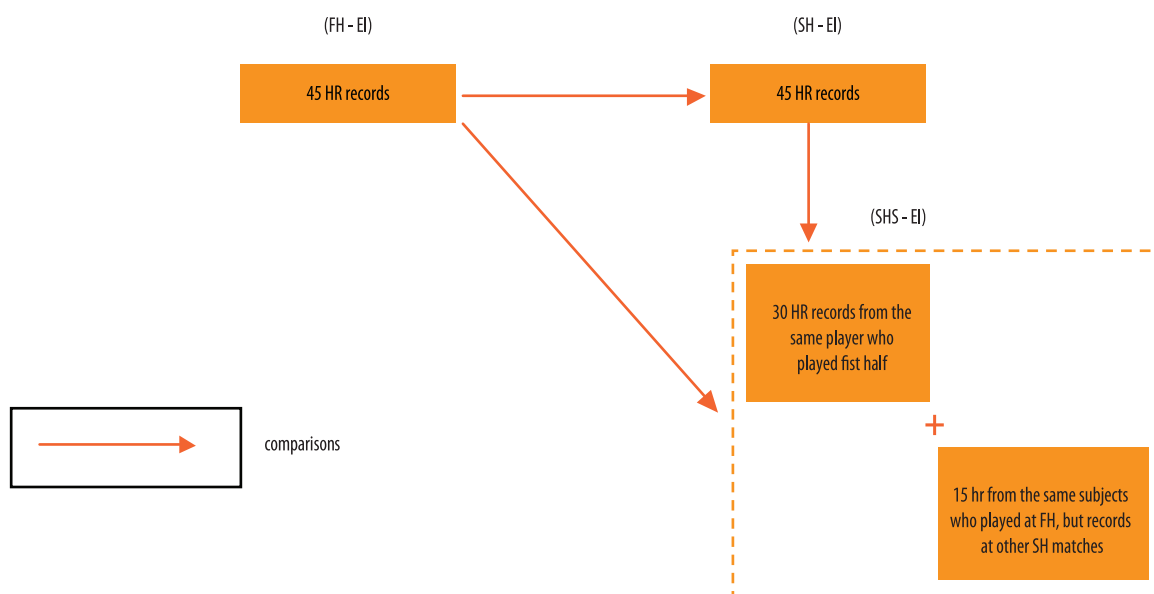 (FH - EI)
(SH - EI)
45 HR records
45 HR records
(SHS - EI)
30 HR records from the
same player who
played fist half
comparisons
15 hr from the same subjects
who played at FH, but records
at other SH matches